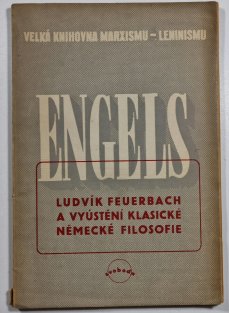 VELKÁ KNIHOVNA MARXISMU – LENINISMU
ENGELS
LUDVÍK FEUERBACH
A VYÚSTĚNÍ KLASICKÉ
NĚMECKÉ FILOSOFIE
svoboda